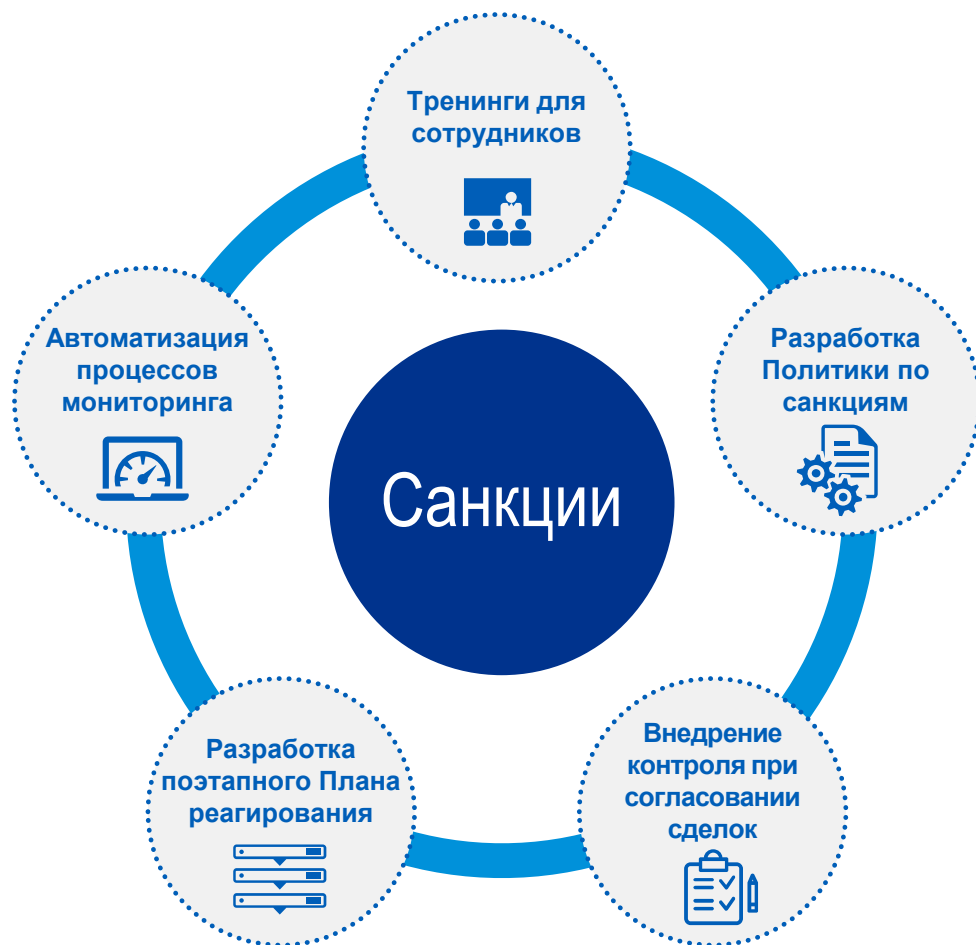 Тренинги для
сотрудников
Автоматизация
процессов
мониторинга
Разработка
Политики по
санкциям
Санкции
Разработка
поэтапного Плана
реагирования
Внедрение
контроля при
согласовании
сделок